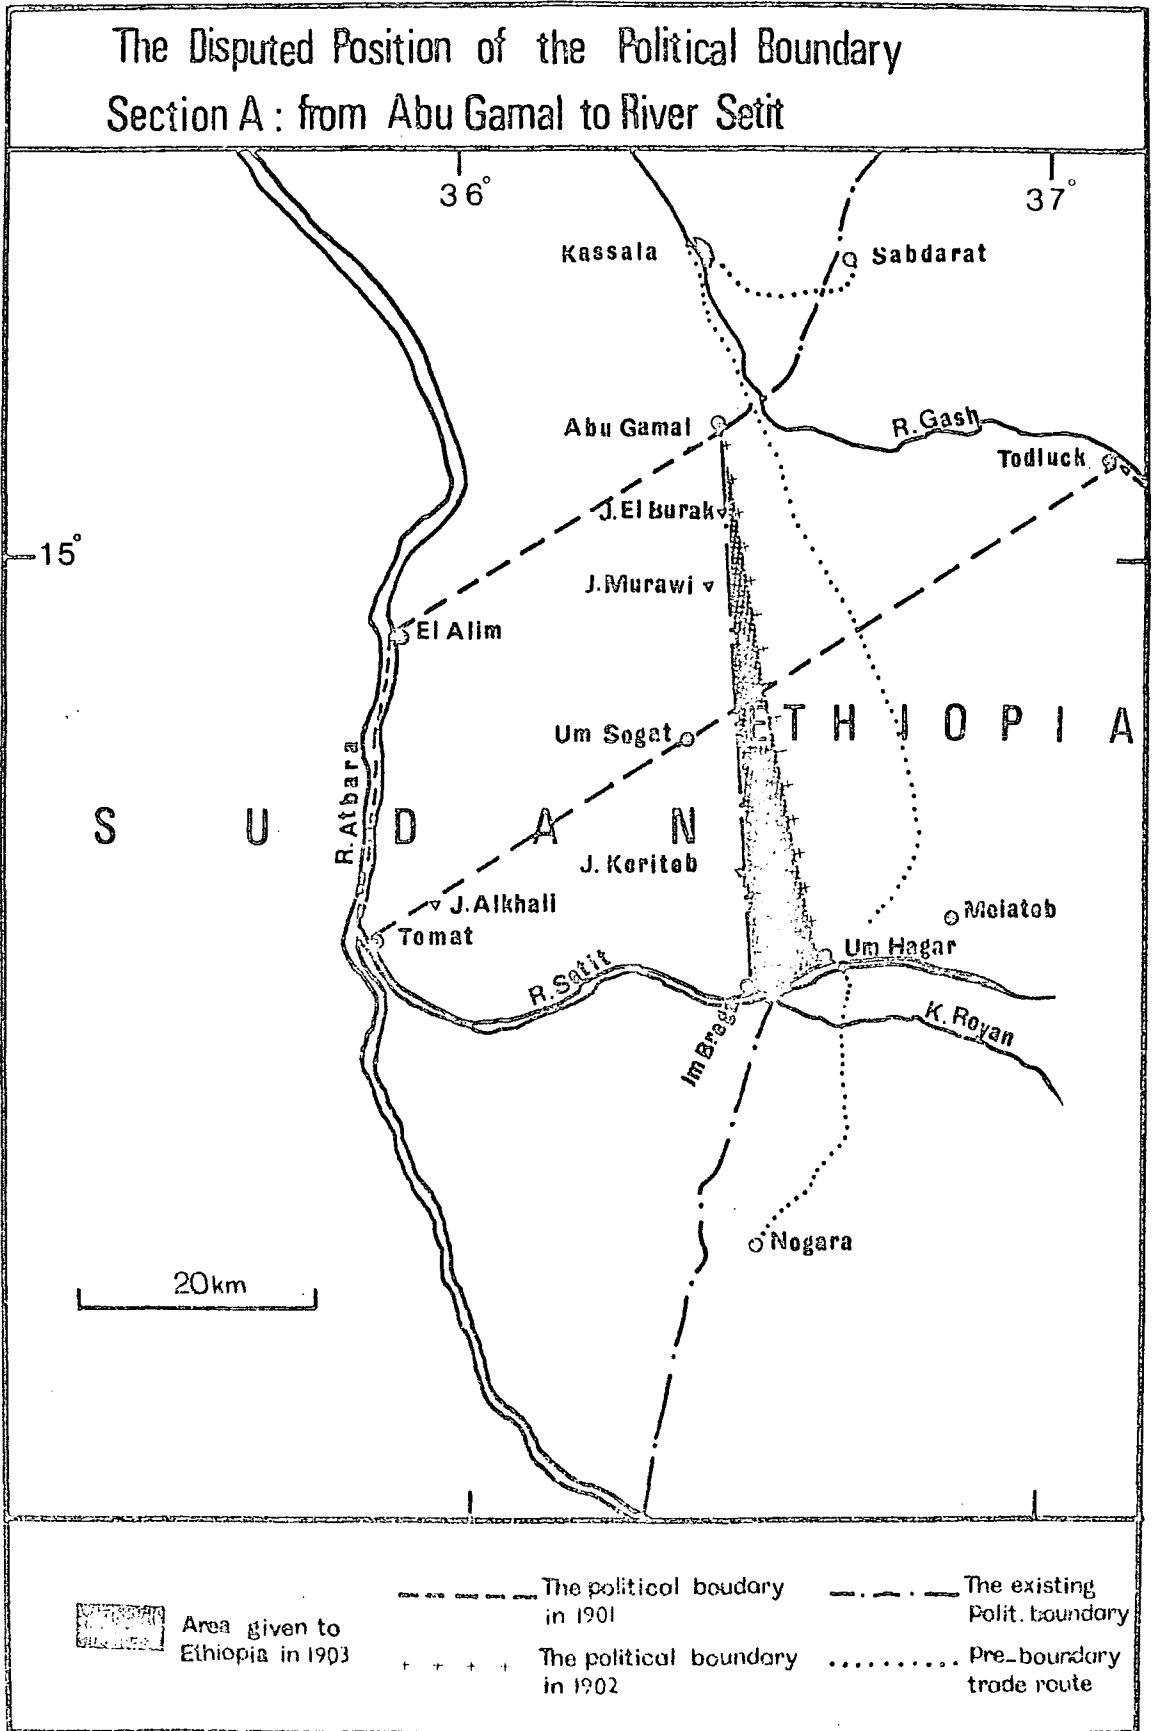 The Disputed Position of the Political Boundary
Section A : from Abu Gamal to River Setit
36°
37°
Kassala
Sabdarat
Abu Gamal
R. Gash
Todluck
J. El Burak
15°
J. Murawi
El Alim
ETHIOPIA
Um Sogat
R. Atbara
SUDAN
J. Koriteb
J. Alkhali
Molatob
Tomat
Um Hagar
R. Setit
K. Royan
Im Brega
Nogara
20km
Area given to
Ethiopia in 1903
The political boudary
in 1901
The political boundary
in 1902
The existing
Polit. boundary
Pre-boundary
trade route